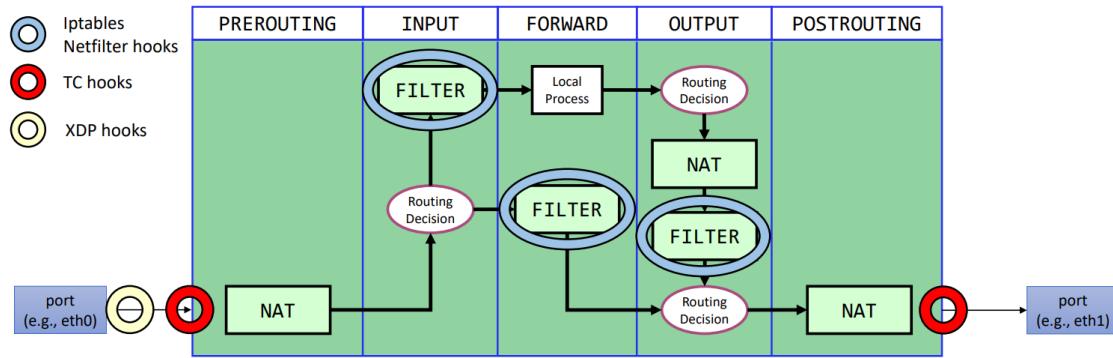 Iptables
Netfilter hooks
TC hooks
XDP hooks
PREROUTING
INPUT
FORWARD
OUTPUT
POSTROUTING
FILTER
Local
Process
Routing
Decision
NAT
Routing
Decision
FILTER
FILTER
port
(e.g., eth0)
NAT
Routing
Decision
NAT
port
(e.g., eth1)